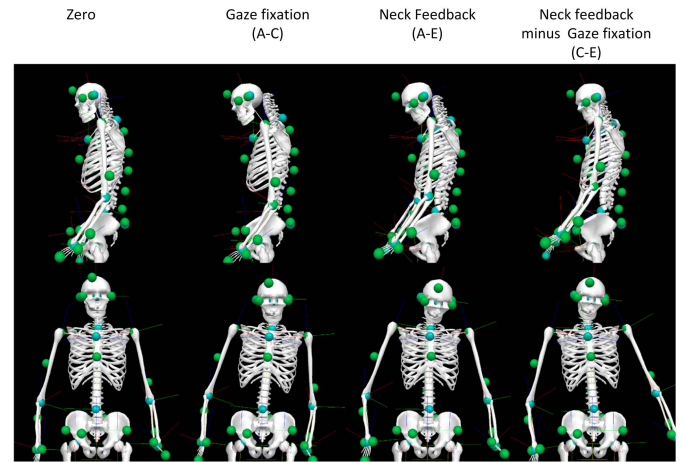 Zero
Gaze fixation
(A-C)
Neck Feedback
(A-E)
Neck feedback
minus Gaze fixation
(C-E)